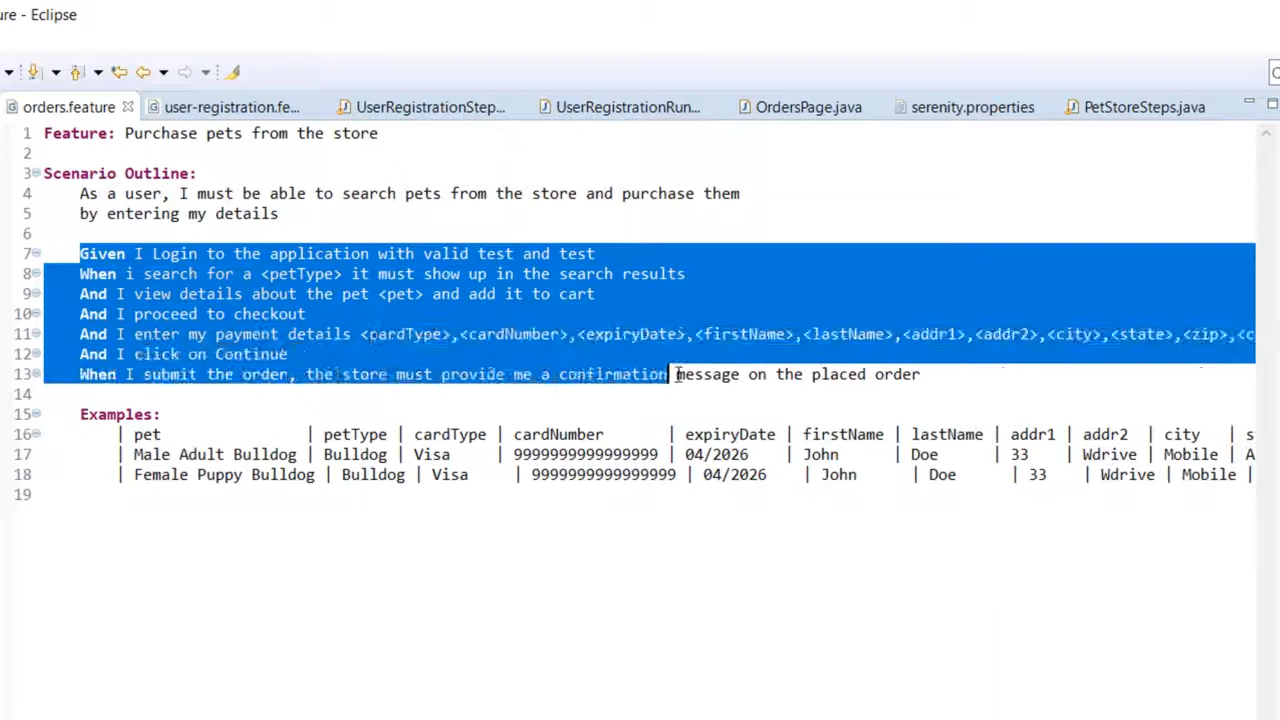 ure - Eclipse
orders.feature user-registration.fe... UserRegistrationStep... UserRegistrationRun... OrdersPage.java serenity.properties PetStoreSteps.java
1 Feature: Purchase pets from the store
2
3 Scenario Outline:
4 As a user, I must be able to search pets from the store and purchase them
5 by entering my details
6
7 Given I Login to the application with valid test and test
8 When i search for a <petType> it must show up in the search results
9 And I view details about the pet <pet> and add it to cart
10 And I proceed to checkout
11 And I enter my payment details <cardType>,<cardNumber>,<expiryDate>,<firstName>,<lastName>,<addr1>,<addr2>,<city>,<state>,<zip>,<c
12 And I click on Continue
13 When I submit the order, the store must provide me a confirmation message on the placed order
14
15 Examples:
16 | pet | petType | cardType | cardNumber | expiryDate | firstName | lastName | addr1 | addr2 | city | s
17 | Male Adult Bulldog | Bulldog | Visa | 9999999999999999 | 04/2026 | John | Doe | 33 | Wdrive | Mobile | A
18 | Female Puppy Bulldog | Bulldog | Visa | 9999999999999999 | 04/2026 | John | Doe | 33 | Wdrive | Mobile |
19